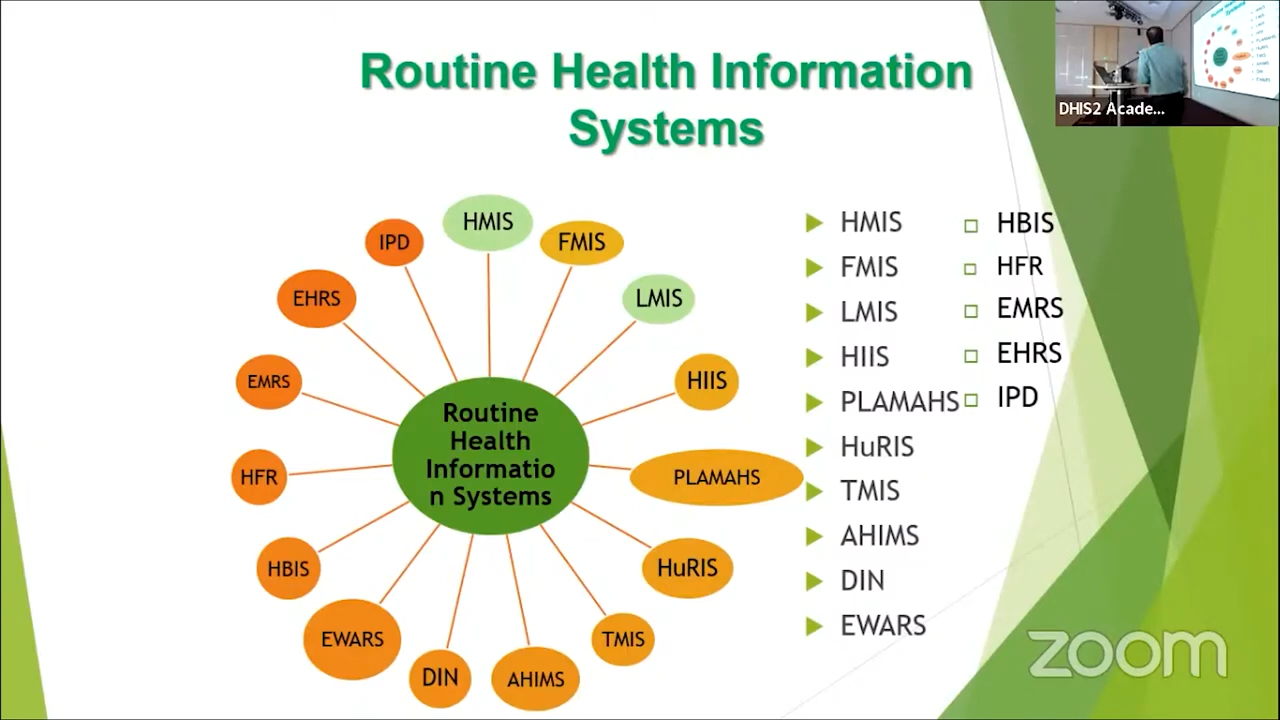 Routine Health Information
Systems
DHIS2 Acade...
HMIS
IPD
FMIS
EHRS
LMIS
EMRS
HIIS
Routine
Health
Informatio
n Systems
HFR
PLAMAHS
HBIS
HuRIS
EWARS
TMIS
DIN
AHIMS
HMIS
FMIS
LMIS
HIIS
PLAMAHS
HuRIS
TMIS
AHIMS
DIN
EWARS
HBIS
HFR
EMRS
EHRS
IPD
zoom